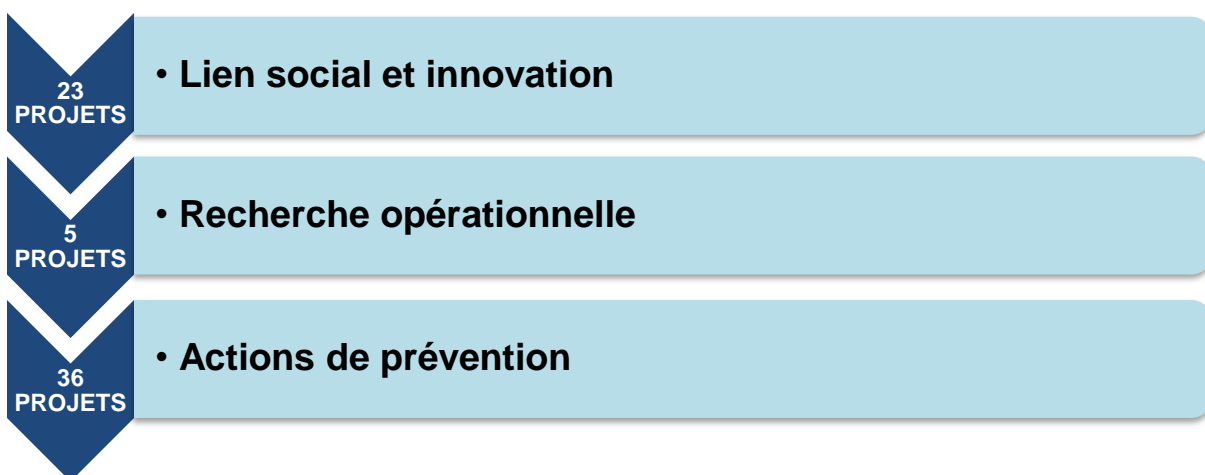 23
PROJETS
• Lien social et innovation
5
PROJETS
• Recherche opérationnelle
36
PROJETS
• Actions de prévention